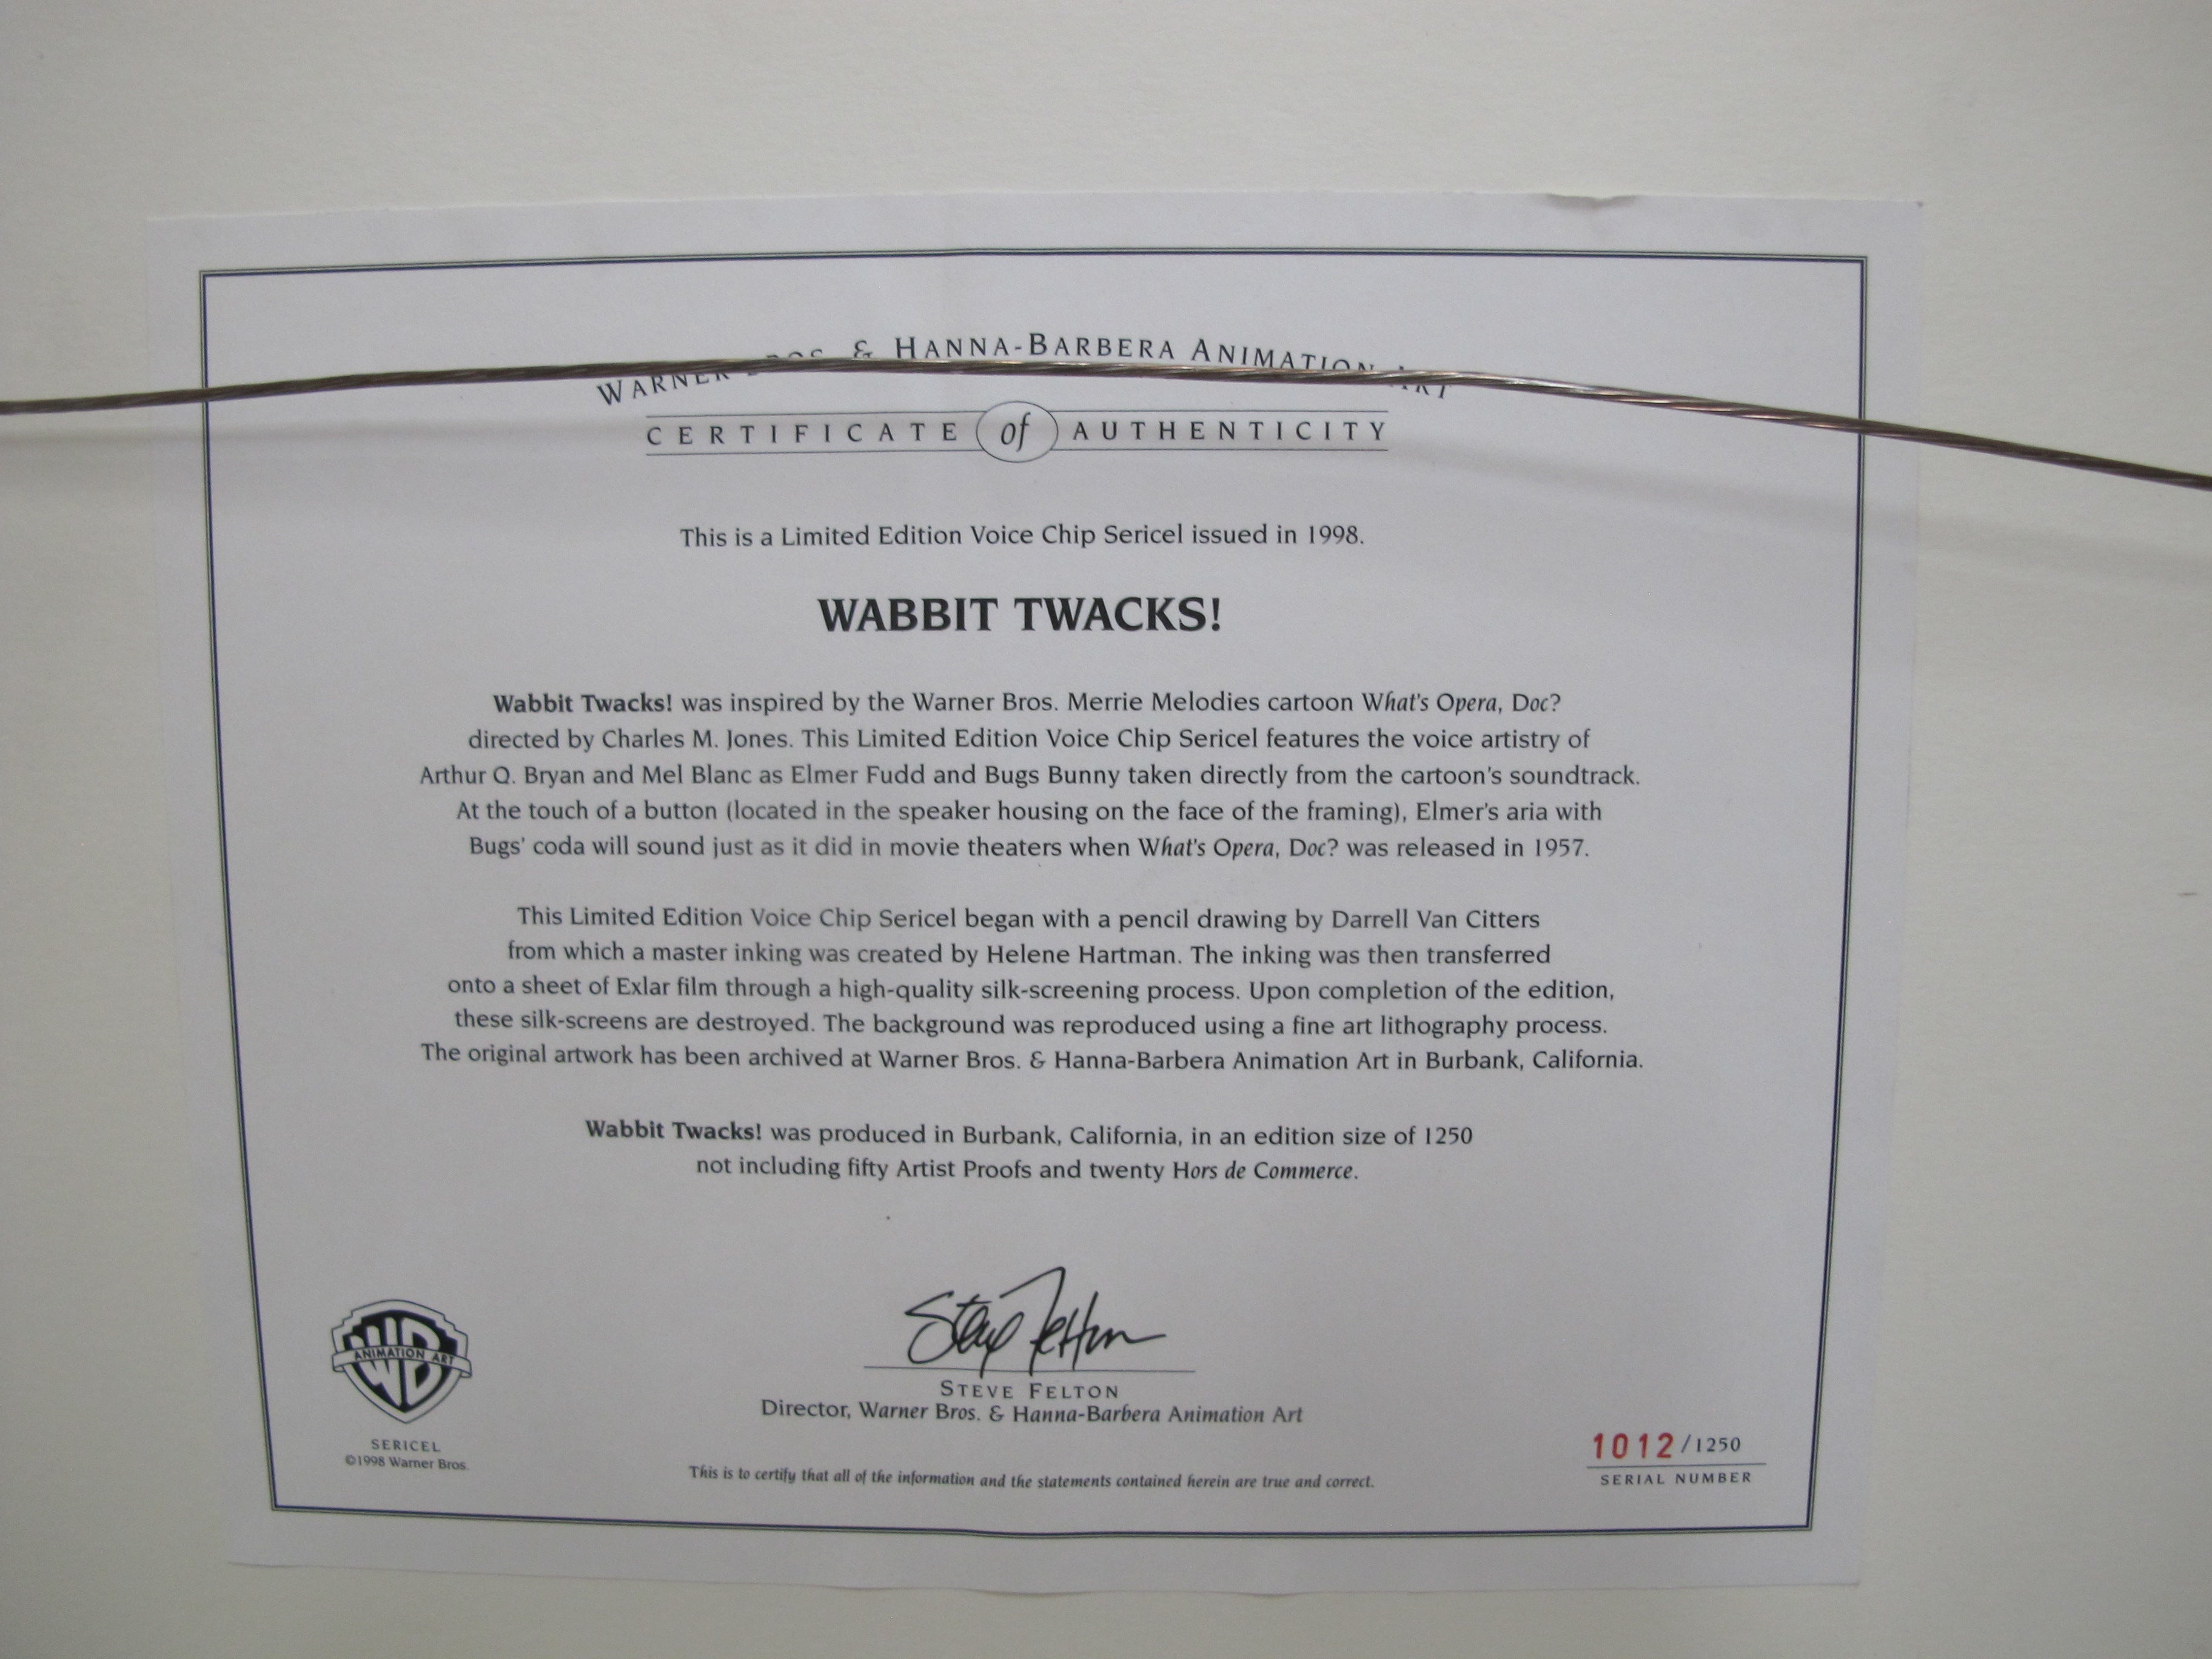 WARNER BROS. & HANNA-BARBERA ANIMATION ART
CERTIFICATE of AUTHENTICITY
This is a Limited Edition Voice Chip Sericel issued in 1998.
WABBIT TWACKS!
Wabbit Twacks! was inspired by the Warner Bros. Merrie Melodies cartoon What's Opera, Doc?
directed by Charles M. Jones. This Limited Edition Voice Chip Sericel features the voice artistry of
Arthur Q. Bryan and Mel Blanc as Elmer Fudd and Bugs Bunny taken directly from the cartoon's soundtrack.
At the touch of a button (located in the speaker housing on the face of the framing), Elmer's aria with
Bugs' coda will sound just as it did in movie theaters when What's Opera, Doc? was released in 1957.
This Limited Edition Voice Chip Sericel began with a pencil drawing by Darrell Van Citters
from which a master inking was created by Helene Hartman. The inking was then transferred
onto a sheet of Exlar film through a high-quality silk-screening process. Upon completion of the edition,
these silk-screens are destroyed. The background was reproduced using a fine art lithography process.
The original artwork has been archived at Warner Bros. & Hanna-Barbera Animation Art in Burbank, California.
Wabbit Twacks! was produced in Burbank, California, in an edition size of 1250
not including fifty Artist Proofs and twenty Hors de Commerce.
Steve Felton
STEVE FELTON
Director, Warner Bros. & Hanna-Barbera Animation Art
WB
ANIMATION ART
SERICEL
©1998 Warner Bros.
This is to certify that all of the information and the statements contained herein are true and correct.
1012/1250
SERIAL NUMBER